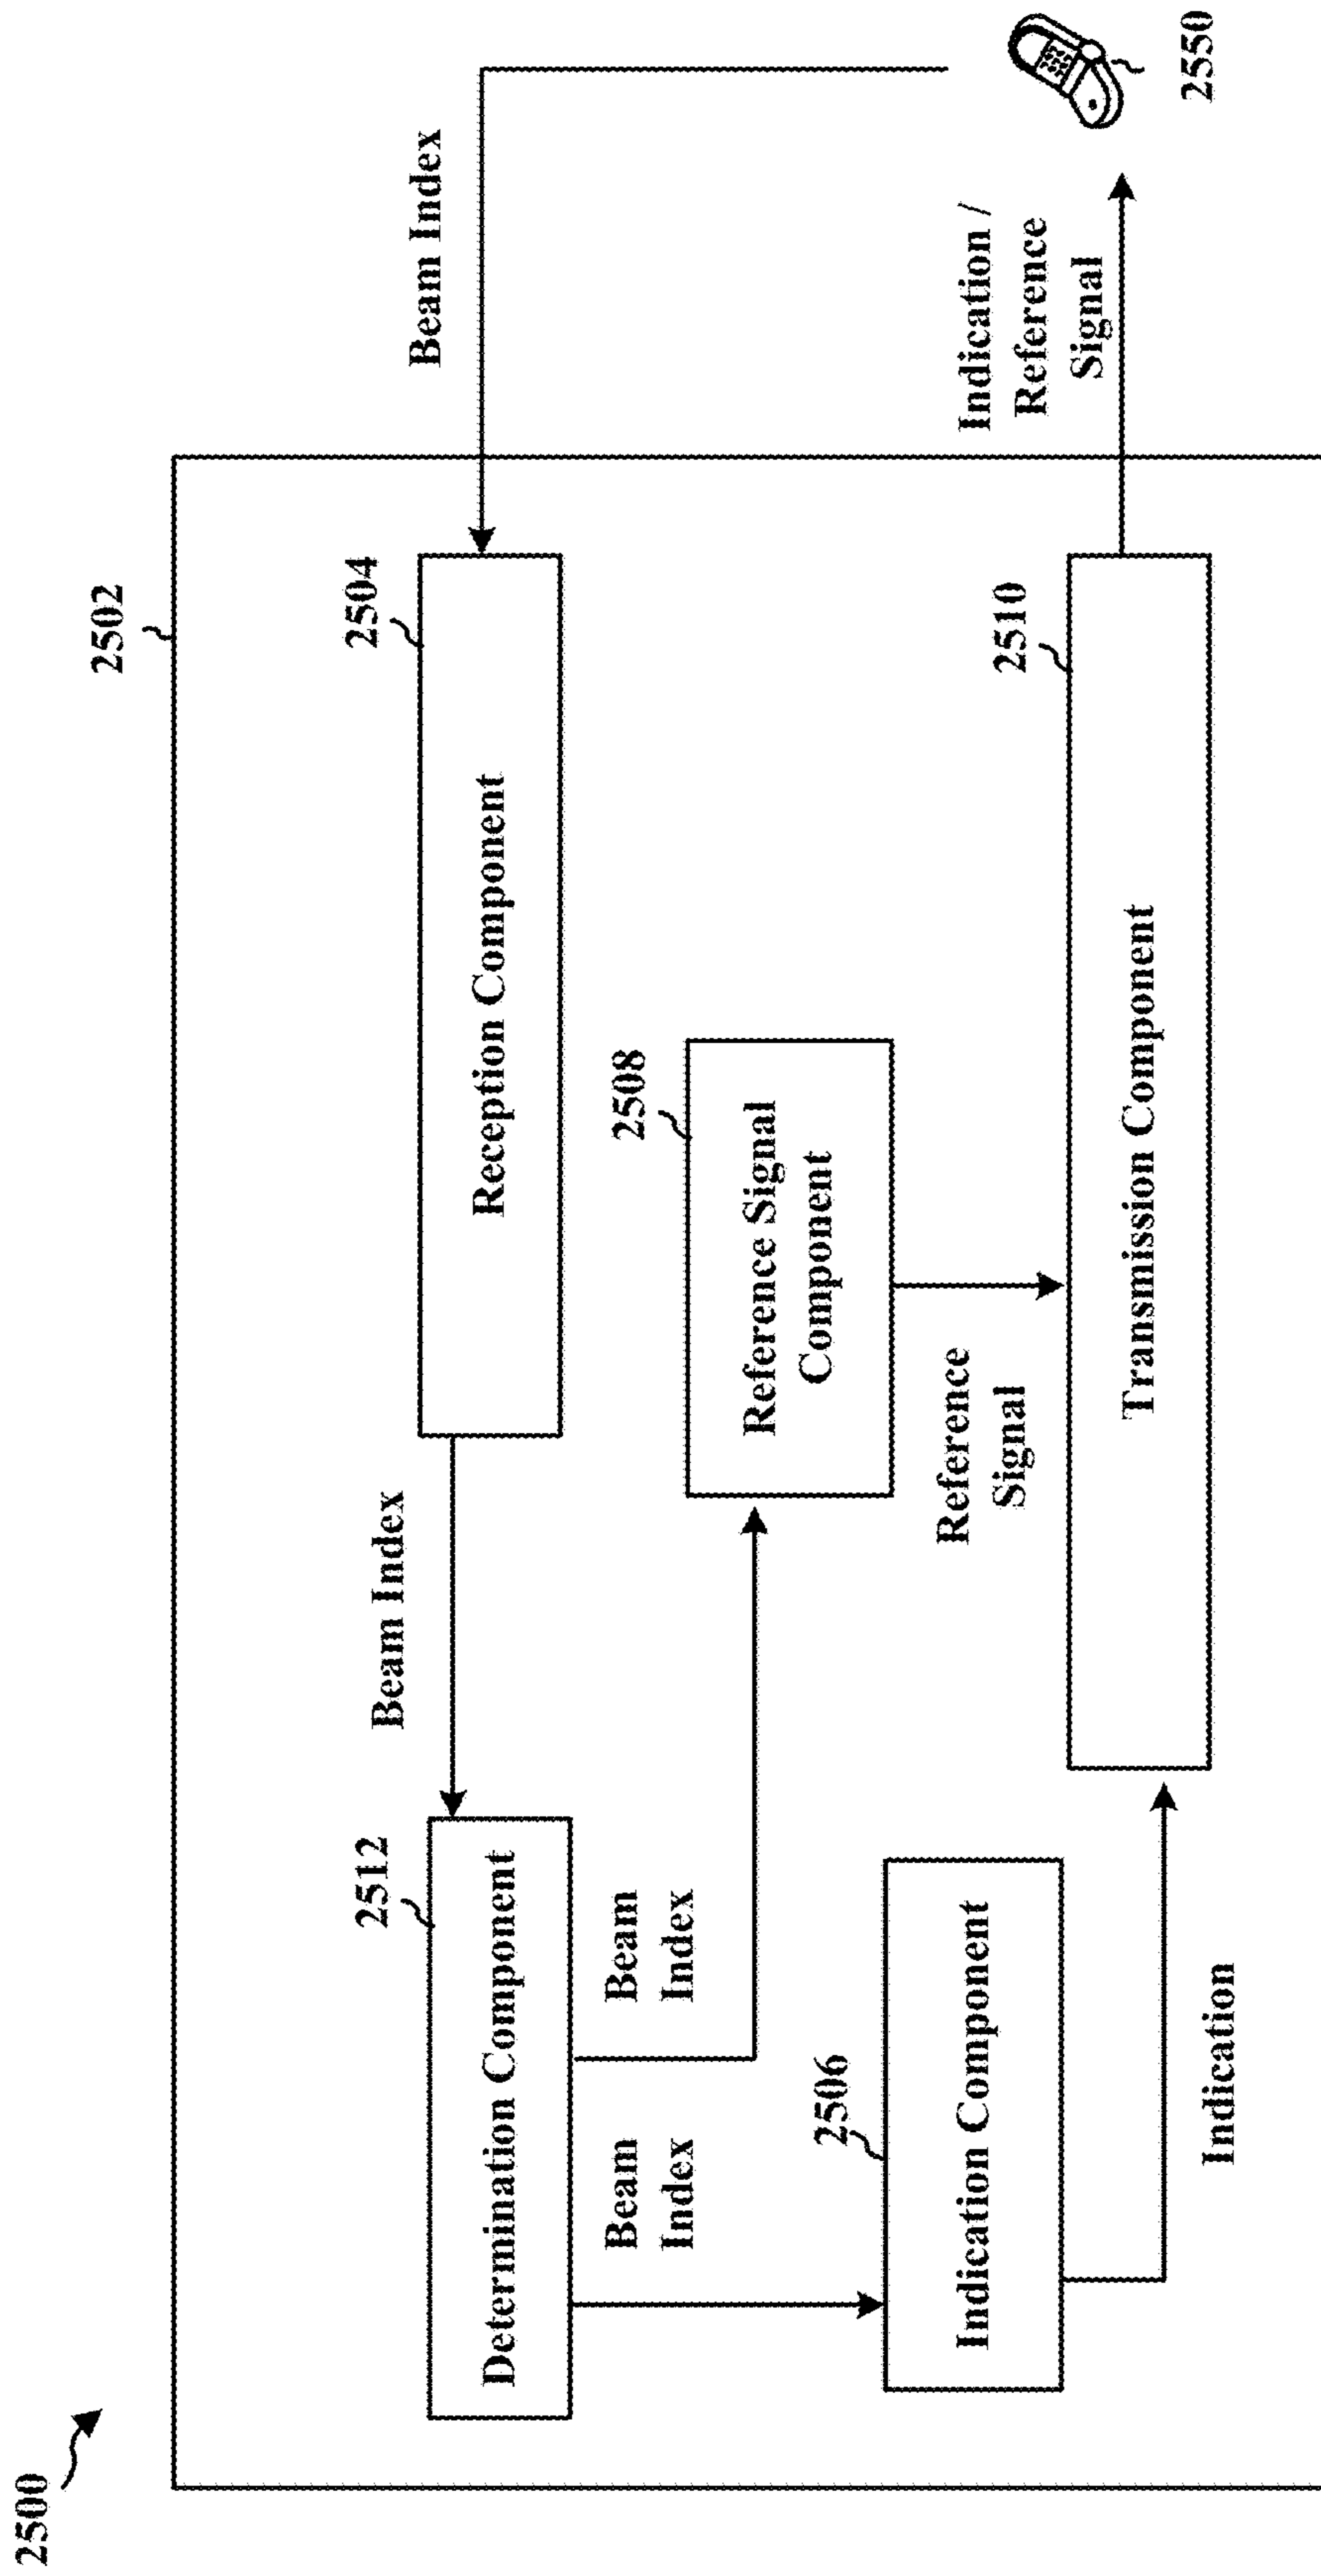 2500
2502
2512
Determination Component
Beam Index
2504
Reception Component
Beam Index
Beam
Index
Beam
Index
2508
Reference Signal
Component
2506
Indication Component
Reference
Signal
2510
Transmission Component
Indication
Indication /
Reference
Signal
2550